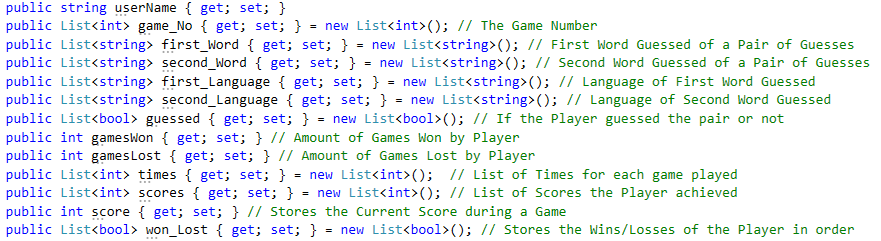 public string userName { get; set; }
public List<int> game_No { get; set; } = new List<int>(); // The Game Number
public List<string> first_Word { get; set; } = new List<string>(); // First Word Guessed of a Pair of Guesses
public List<string> second_Word { get; set; } = new List<string>(); // Second Word Guessed of a Pair of Guesses
public List<string> first_Language { get; set; } = new List<string>(); // Language of First Word Guessed
public List<string> second_Language { get; set; } = new List<string>(); // Language of Second Word Guessed
public List<bool> guessed { get; set; } = new List<bool>(); // If the Player guessed the pair or not
public int gamesWon { get; set; } // Amount of Games Won by Player
public int gamesLost { get; set; } // Amount of Games Lost by Player
public List<int> times { get; set; } = new List<int>();  // List of Times for each game played
public List<int> scores { get; set; } = new List<int>(); // List of Scores the Player achieved
public int score { get; set; } // Stores the Current Score during a Game
public List<bool> won_Lost { get; set; } = new List<bool>(); // Stores the Wins/Losses of the Player in order